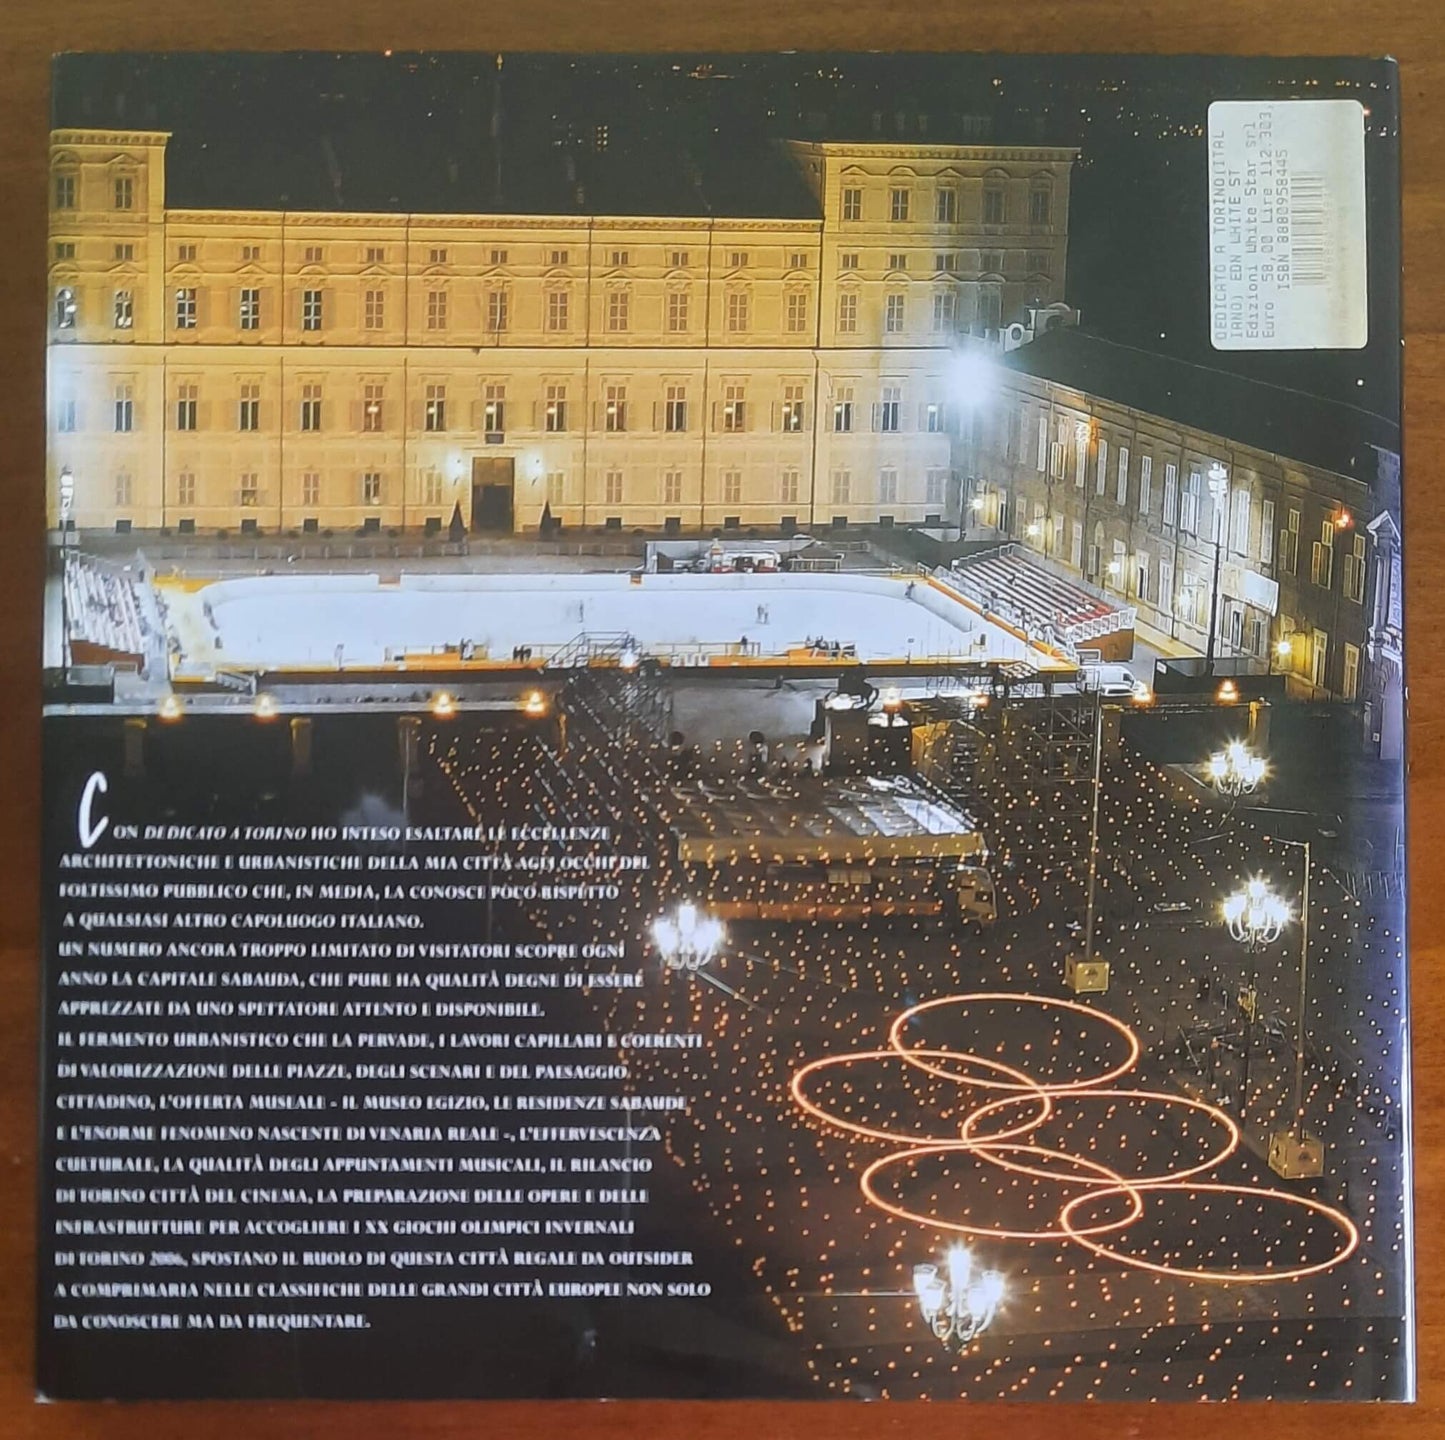 DEDICATO A TORINO(ITAL
IANO) EDN WHITE ST
Edizioni White Star srl
Euro 58,00 Lire 112.303,
ISBN 8880958445
CON DEDICATO A TORINO HO INTESO ESALTARE LE ECCELLENZE
ARCHITETTONICHE E URBANISTICHE DELLA MIA CITTÀ AGLI OCCHI DEL
FOLTISSIMO PUBBLICO CHE, IN MEDIA, LA CONOSCE POCO RISPETTO
A QUALSIASI ALTRO CAPOLUOGO ITALIANO.
UN NUMERO ANCORA TROPPO LIMITATO DI VISITATORI SCOPRE OGNI
ANNO LA CAPITALE SABAUDA, CHE PURE HA QUALITÀ DEGNE DI ESSERE
APPREZZATE DA UNO SPETTATORE ATTENTO E DISPONIBILE.
IL FERMENTO URBANISTICO CHE LA PERVADE, I LAVORI CAPILLARI E COERENTI
DI VALORIZZAZIONE DELLE PIAZZE, DEGLI SCENARI E DEL PAESAGGIO
CITTADINO, L'OFFERTA MUSEALE - IL MUSEO EGIZIO, LE RESIDENZE SABAUDE
E L'ENORME FENOMENO NASCENTE DI VENARIA REALE -, L'EFFERVESCENZA
CULTURALE, LA QUALITÀ DEGLI APPUNTAMENTI MUSICALI, IL RILANCIO
DI TORINO CITTÀ DEL CINEMA, LA PREPARAZIONE DELLE OPERE E DELLE
INFRASTRUTTURE PER ACCOGLIERE I XX GIOCHI OLIMPICI INVERNALI
DI TORINO 2006, SPOSTANO IL RUOLO DI QUESTA CITTÀ REGALE DA OUTSIDER
A COMPRIMARIA NELLE CLASSIFICHE DELLE GRANDI CITTÀ EUROPEE NON SOLO
DA CONOSCERE MA DA FREQUENTARE.